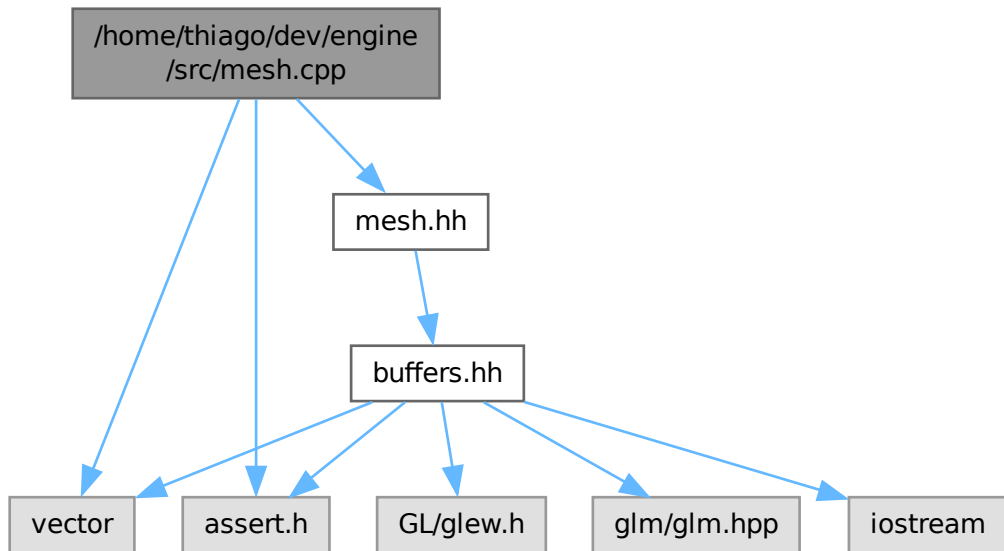 /home/thiago/dev/engine
/src/mesh.cpp
mesh.hh
buffers.hh
vector
assert.h
GL/glew.h
glm/glm.hpp
iostream